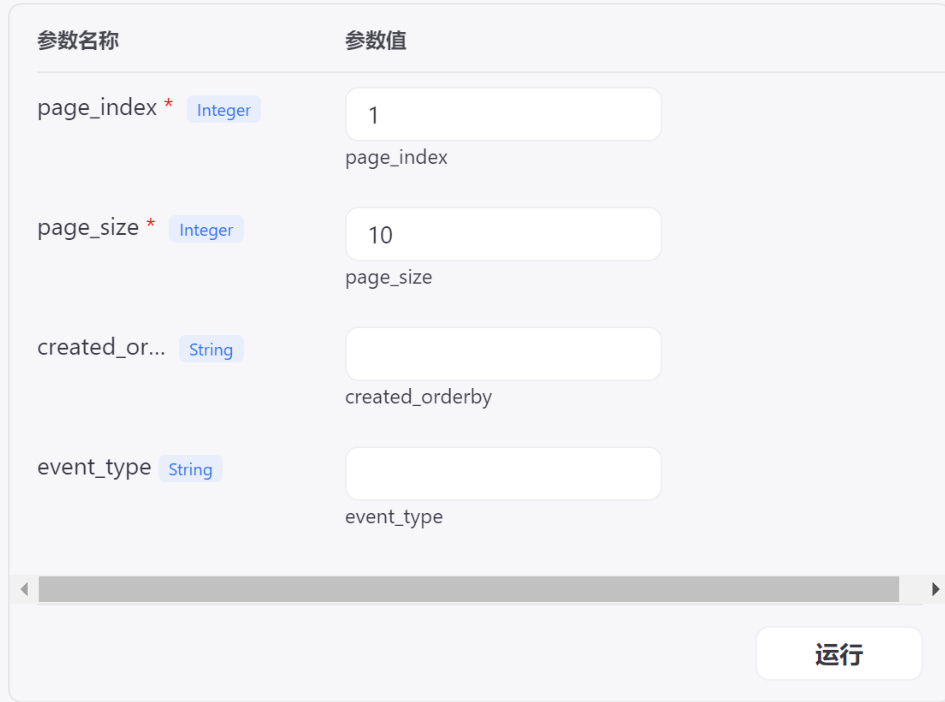 参数名称 参数值
page_index * Integer 1
page_index
page_size * Integer 10
page_size
created_or... String
created_orderby
event_type String
event_type
运行